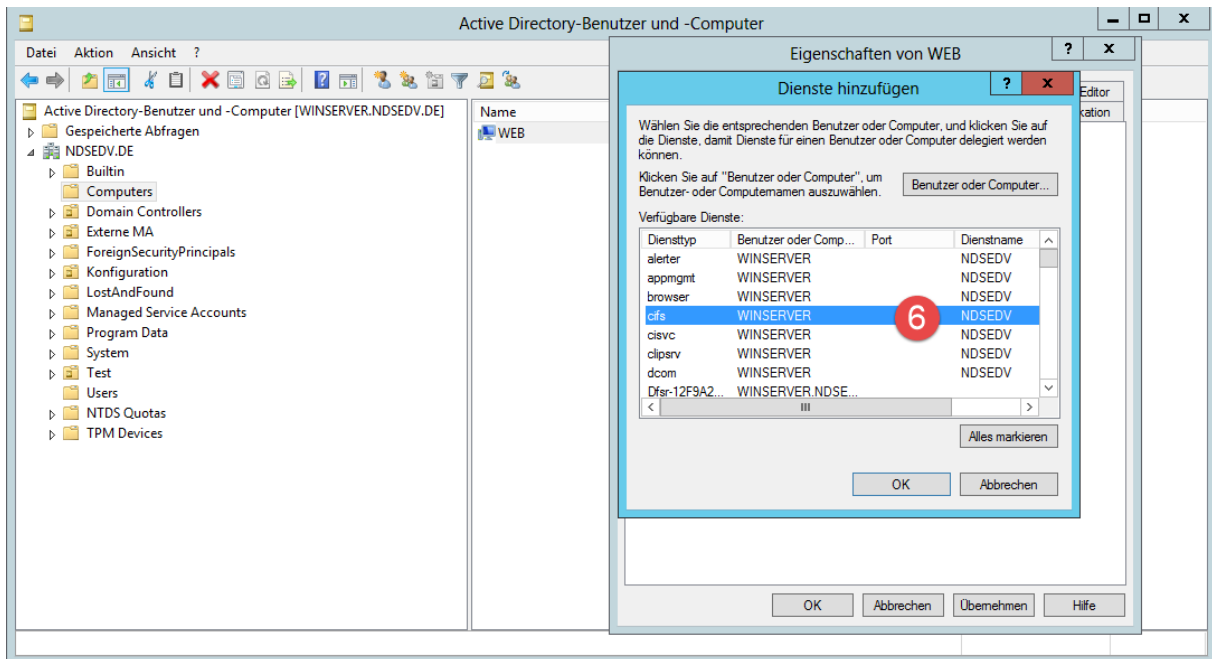 Active Directory-Benutzer und -Computer
Datei Aktion Ansicht ?
Active Directory-Benutzer und -Computer [WINSERVER.NDSEDV.DE]
Gespeicherte Abfragen
NDSEDV.DE
Builtin
Computers
Domain Controllers
Externe MA
ForeignSecurityPrincipals
Konfiguration
LostAndFound
Managed Service Accounts
Program Data
System
Test
Users
NTDS Quotas
TPM Devices
Name
WEB
Eigenschaften von WEB
? x
Editor
Dienste hinzufügen
? x
Wählen Sie die entsprechenden Benutzer oder Computer, und klicken Sie auf
die Dienste, damit Dienste für einen Benutzer oder Computer delegiert werden
können.
Klicken Sie auf "Benutzer oder Computer", um
Benutzer- oder Computernamen auszuwählen.
Benutzer oder Computer...
Verfügbare Dienste:
Diensttyp Benutzer oder Comp... Port Dienstname
alerter WINSERVER NDSEDV
appmgmt WINSERVER NDSEDV
browser WINSERVER NDSEDV
cifs WINSERVER 6 NDSEDV
cisvc WINSERVER NDSEDV
clipsrv WINSERVER NDSEDV
dcom WINSERVER NDSEDV
Dfsr-12F9A2... WINSERVER.NDSE...
Alles markieren
OK Abbrechen
OK Abbrechen Übernehmen Hilfe